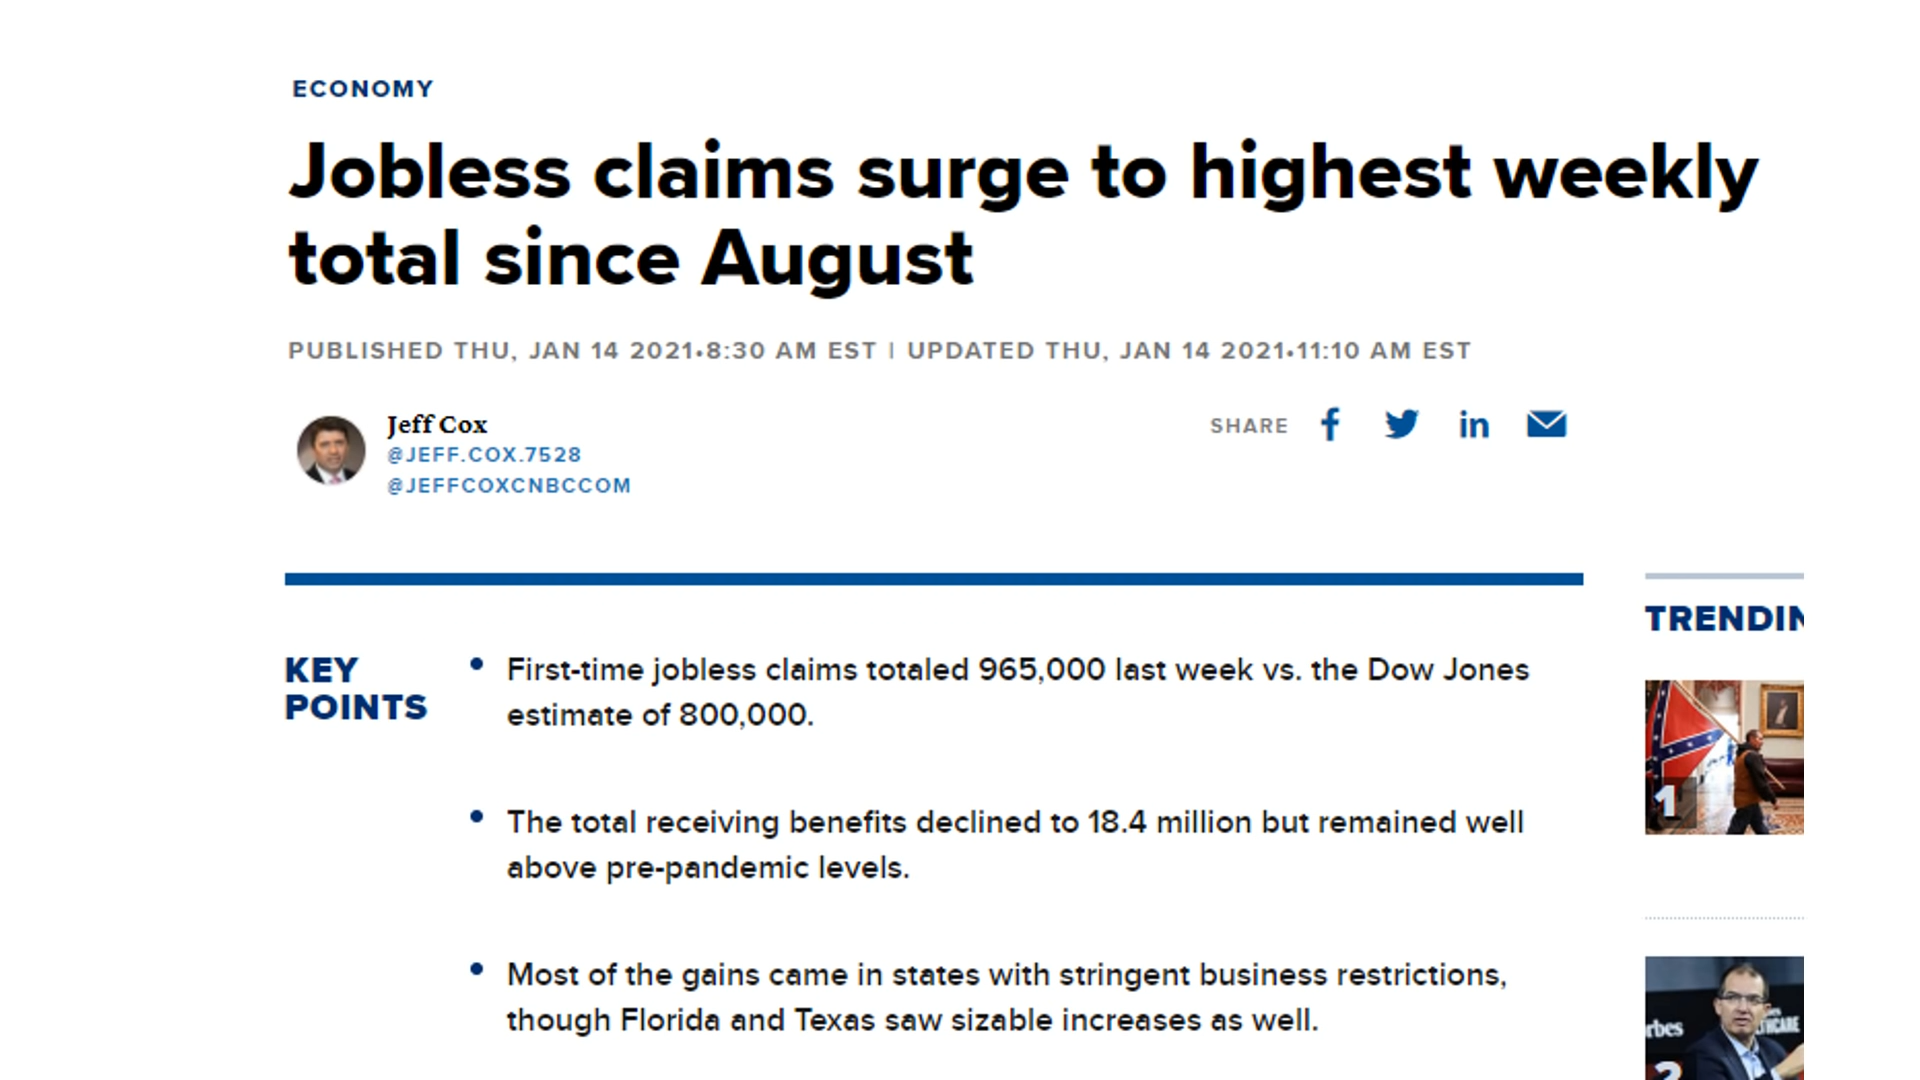 ECONOMY
Jobless claims surge to highest weekly
total since August
PUBLISHED THU, JAN 14 2021•8:30 AM EST | UPDATED THU, JAN 14 2021•11:10 AM EST
Jeff Cox
@JEFF.COX.7528
@JEFFCOXCNBCCOM
SHARE
KEY
POINTS
• First-time jobless claims totaled 965,000 last week vs. the Dow Jones
estimate of 800,000.
• The total receiving benefits declined to 18.4 million but remained well
above pre-pandemic levels.
• Most of the gains came in states with stringent business restrictions,
though Florida and Texas saw sizable increases as well.
TRENDIN
1
rbes
THCARE
2